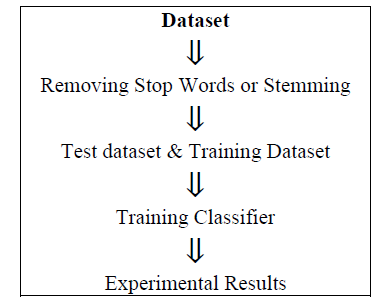 Dataset
Removing Stop Words or Stemming
Test dataset & Training Dataset
Training Classifier
Experimental Results